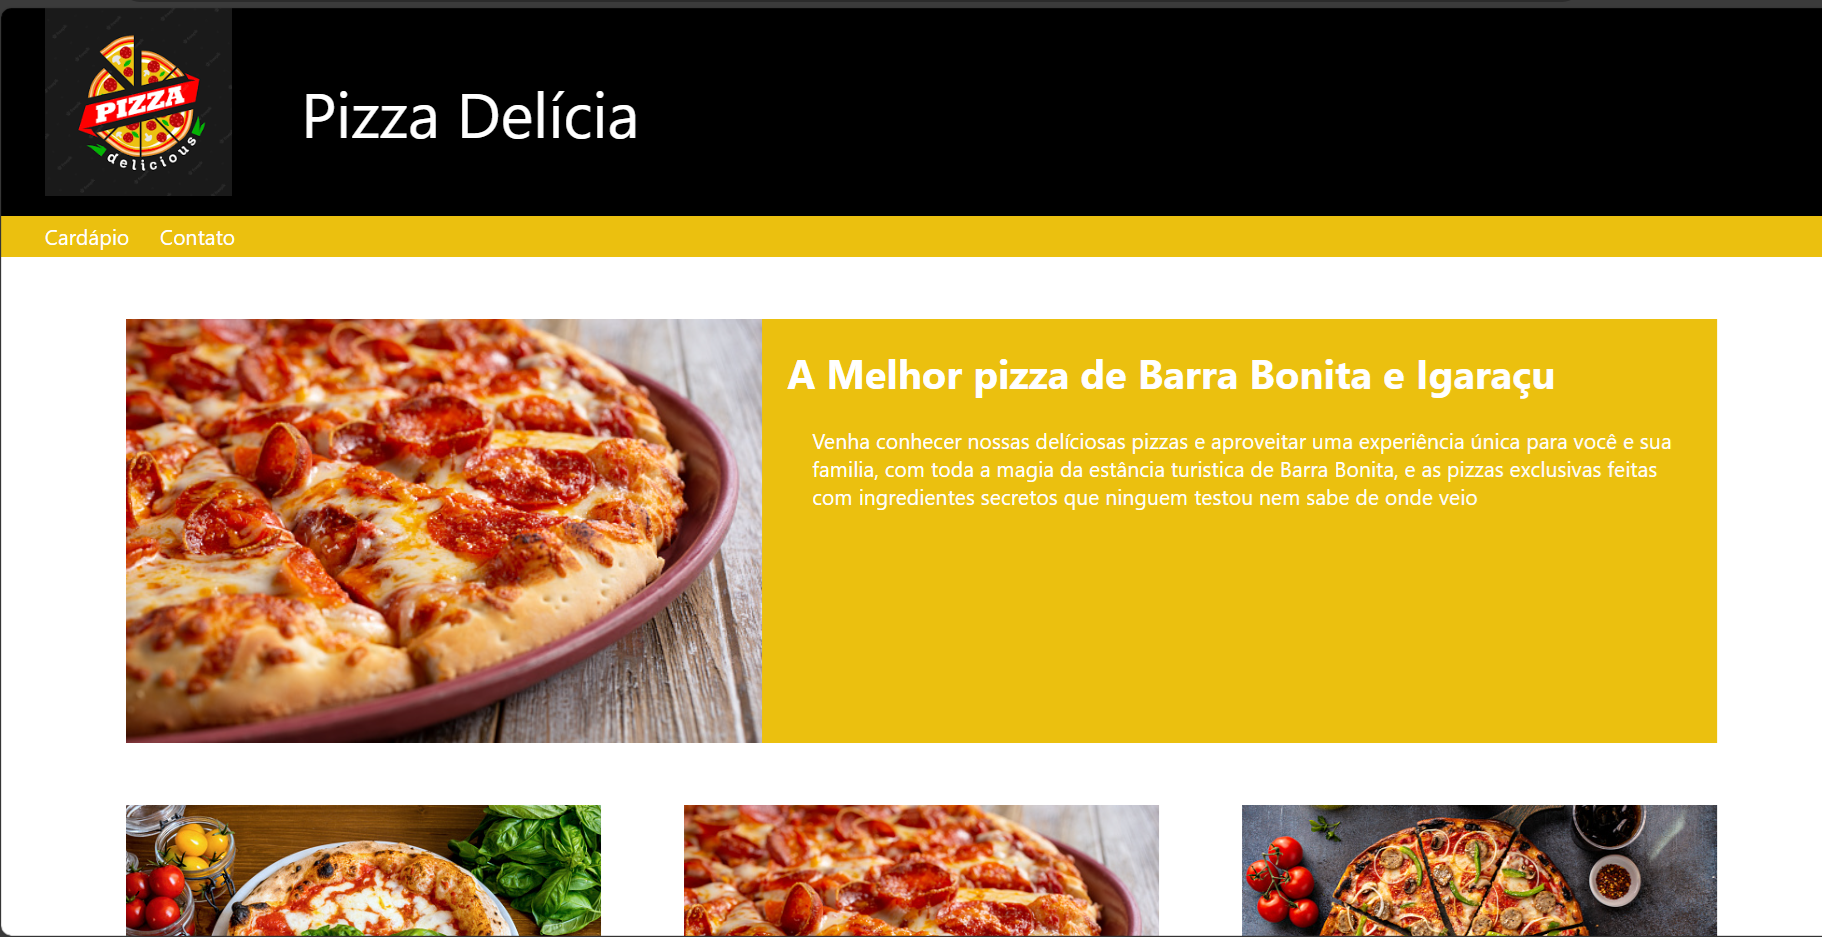 PIZZA
delicious
Pizza Delícia
Cardápio Contato
A Melhor pizza de Barra Bonita e Igaraçu
Venha conhecer nossas delíciosas pizzas e aproveitar uma experiência única para você e sua
familia, com toda a magia da estância turistica de Barra Bonita, e as pizzas exclusivas feitas
com ingredientes secretos que ninguem testou nem sabe de onde veio